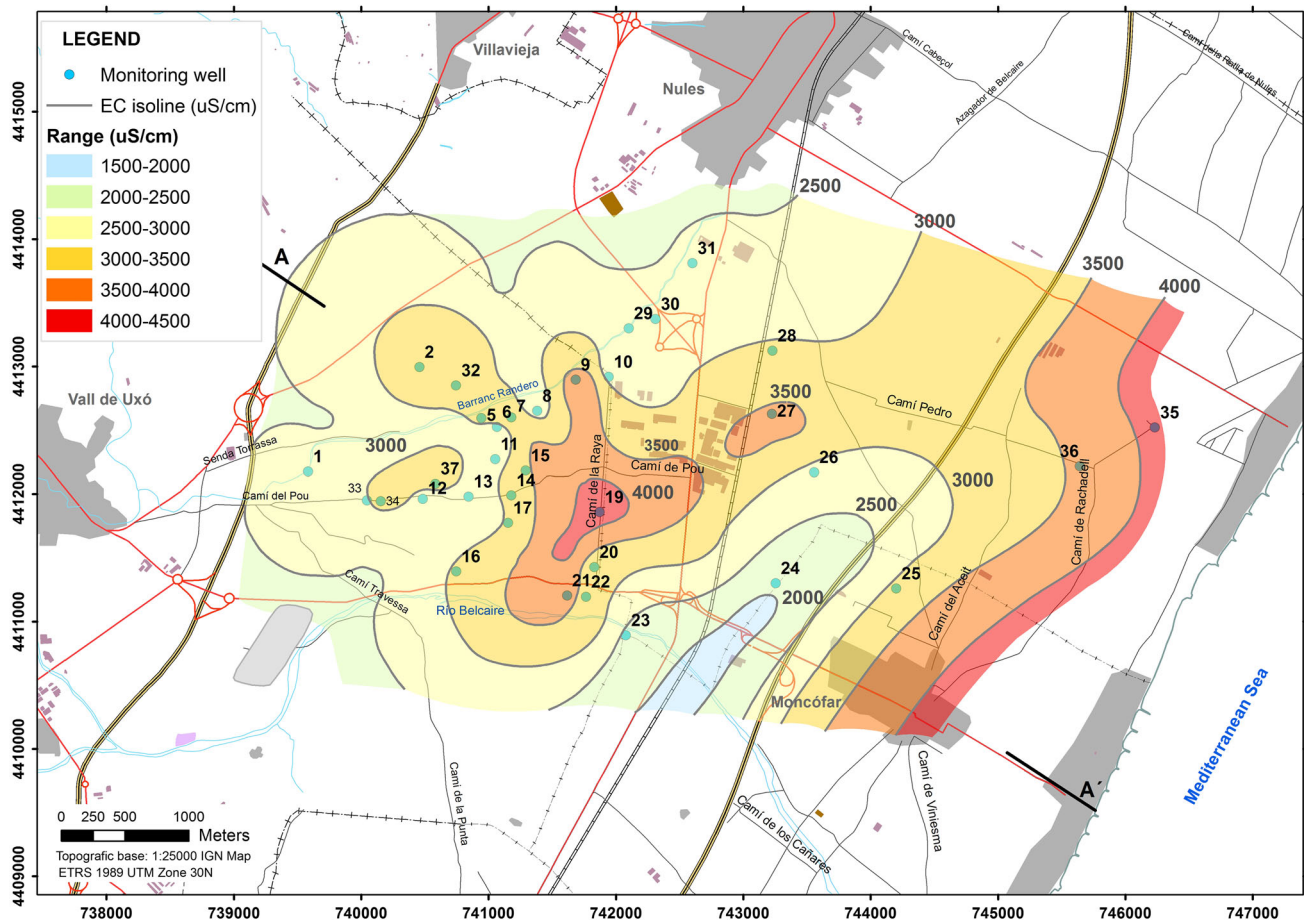 LEGEND
Monitoring well
EC isoline (uS/cm)
Range (uS/cm)
1500-2000
2000-2500
2500-3000
3000-3500
3500-4000
4000-4500
Villavieja
Nules
Camí Cabeçol
Camí de la Ratlla de Nules
Azagador de Belcaire
4415000
4414000
4413000
4412000
4411000
4410000
4409000
A
2500
3000
3500
4000
31
30
29
28
2
32
9
10
8
Barranc Randero
7
6
5
Vall de Uxó
Senda Torrassa
3500
27
Camí Pedro
35
1
3000
11
15
3500
Camí de la Raya
Camí de Pou
26
36
37
12
13
14
33
34
Camí del Pou
17
19
4000
3000
2500
Camí de Rachadell
16
20
21
22
24
25
Camí Travessa
Río Belcaire
2000
Camí del Aceit
23
Moncófar
Mediterranean Sea
A´
Camí de la Punta
Camí de los Cañares
Camí de Viniesma
0 250 500 1000
Meters
Topografic base: 1:25000 IGN Map
ETRS 1989 UTM Zone 30N
738000 739000 740000 741000 742000 743000 744000 745000 746000 747000